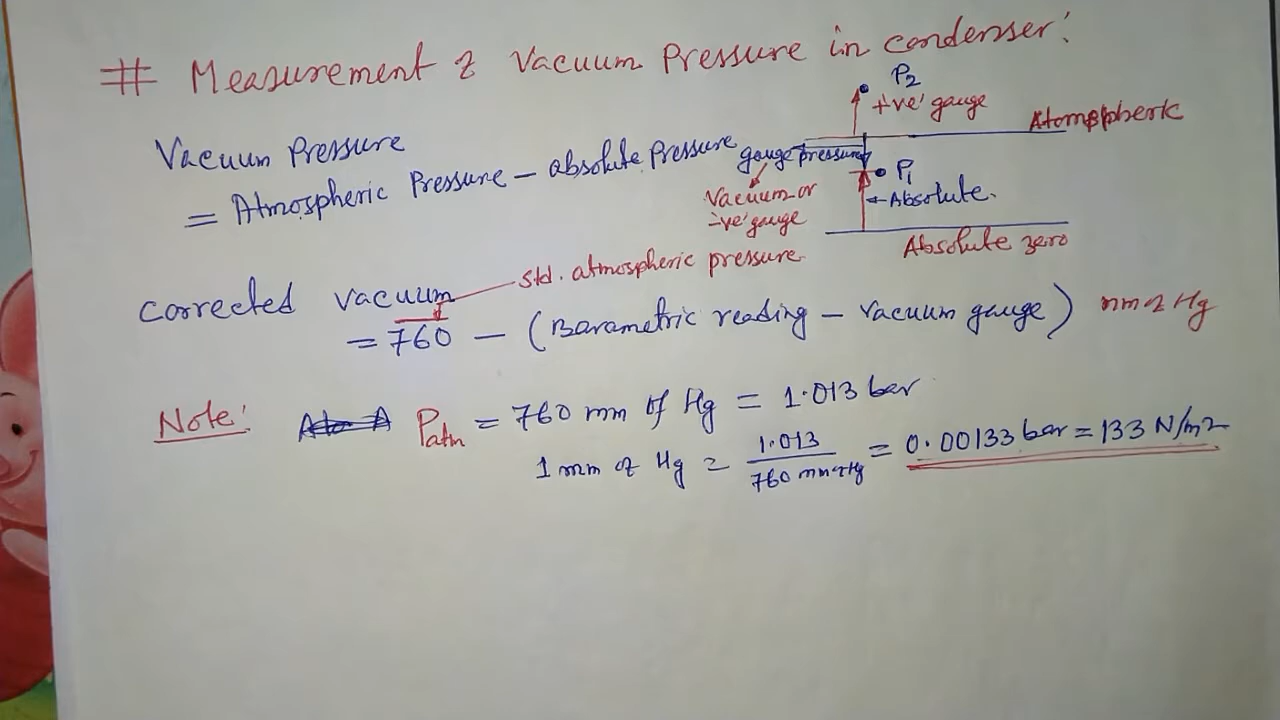 # Measurement of Vacuum Pressure in condenser:
P2
+ve' gauge
Atomospheric
Vacuum Pressure
= Atmospheric Pressure - absolute Pressure
gauge pressure
P1
Vacuum or
-ve' gauge
Absolute.
Absolute zero
std. atmospheric pressure
Corrected vacuum
= 760 - (Barametric reading - Vacuum gauge) mm of Hg
Note: Patm = 760 mm of Hg = 1.013 bar
1 mm of Hg = 1.013 / 760 mm of Hg = 0.00133 bar = 133 N/m2